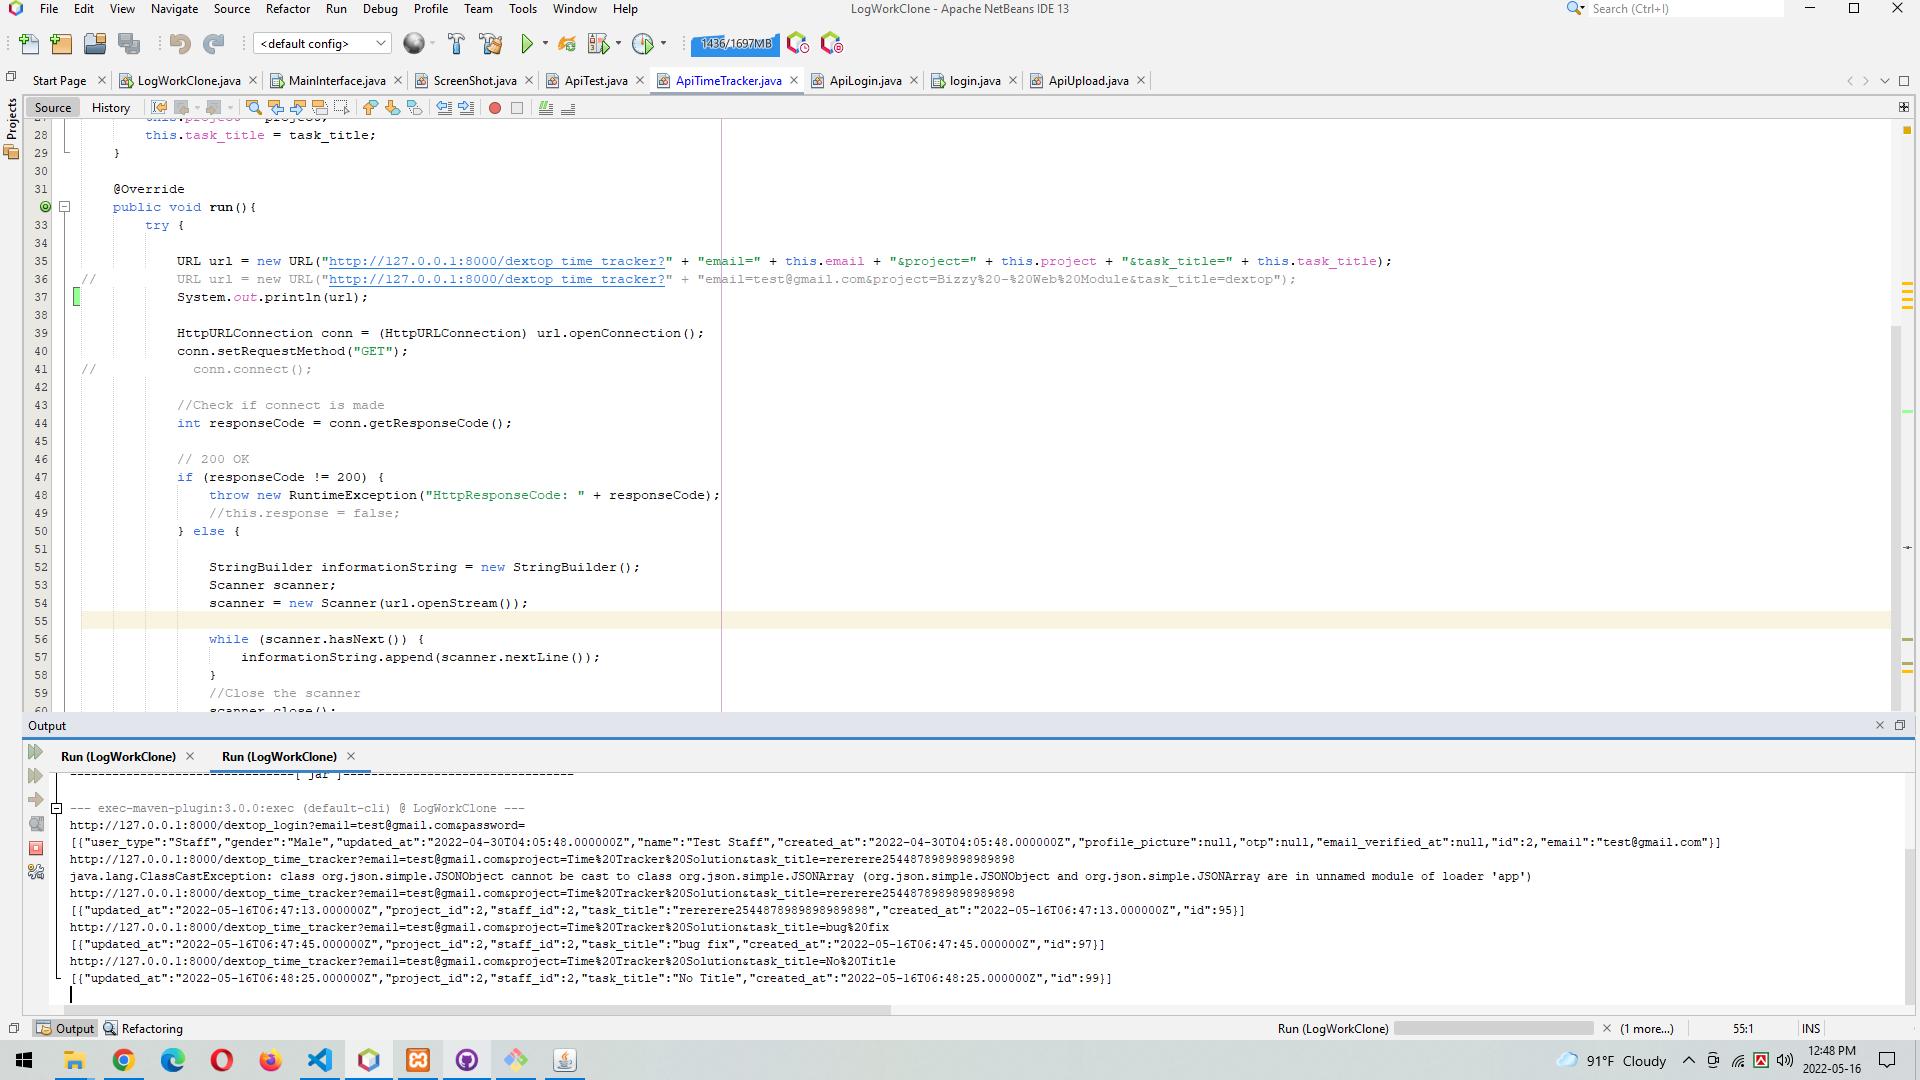 File Edit View Navigate Source Refactor Run Debug Profile Team Tools Window Help
LogWorkClone - Apache NetBeans IDE 13
Search (Ctrl+I)
<default config>
1436/1697MB
Start Page
LogWorkClone.java
MainInterface.java
ScreenShot.java
ApiTest.java
ApiTimeTracker.java
ApiLogin.java
login.java
ApiUpload.java
Projects
Source History
28 this.task_title = task_title;
29 }
30
31 @Override
public void run(){
33 try {
34
35 URL url = new URL("http://127.0.0.1:8000/dextop_time_tracker?" + "email=" + this.email + "&project=" + this.project + "&task_title=" + this.task_title);
36 // URL url = new URL("http://127.0.0.1:8000/dextop_time_tracker?" + "email=test@gmail.com&project=Bizzy%20-%20Web%20Module&task_title=dextop");
37 System.out.println(url);
38
39 HttpURLConnection conn = (HttpURLConnection) url.openConnection();
40 conn.setRequestMethod("GET");
41 // conn.connect();
42
43 //Check if connect is made
44 int responseCode = conn.getResponseCode();
45
46 // 200 OK
47 if (responseCode != 200) {
48 throw new RuntimeException("HttpResponseCode: " + responseCode);
49 //this.response = false;
50 } else {
51
52 StringBuilder informationString = new StringBuilder();
53 Scanner scanner;
54 scanner = new Scanner(url.openStream());
55
56 while (scanner.hasNext()) {
57 informationString.append(scanner.nextLine());
58 }
59 //Close the scanner
60 scanner.close();
Output
Run (LogWorkClone)
Run (LogWorkClone)
--------------------------------[ jar ]---------------------------------
--- exec-maven-plugin:3.0.0:exec (default-cli) @ LogWorkClone ---
http://127.0.0.1:8000/dextop_login?email=test@gmail.com&password=
[{"user_type":"Staff","gender":"Male","updated_at":"2022-04-30T04:05:48.000000Z","name":"Test Staff","created_at":"2022-04-30T04:05:48.000000Z","profile_picture":null,"otp":null,"email_verified_at":null,"id":2,"email":"test@gmail.com"}]
http://127.0.0.1:8000/dextop_time_tracker?email=test@gmail.com&project=Time%20Tracker%20Solution&task_title=rererere2544878989898989898
java.lang.ClassCastException: class org.json.simple.JSONObject cannot be cast to class org.json.simple.JSONArray (org.json.simple.JSONObject and org.json.simple.JSONArray are in unnamed module of loader 'app')
http://127.0.0.1:8000/dextop_time_tracker?email=test@gmail.com&project=Time%20Tracker%20Solution&task_title=rererere2544878989898989898
[{"updated_at":"2022-05-16T06:47:13.000000Z","project_id":2,"staff_id":2,"task_title":"rererere2544878989898989898","created_at":"2022-05-16T06:47:13.000000Z","id":95}]
http://127.0.0.1:8000/dextop_time_tracker?email=test@gmail.com&project=Time%20Tracker%20Solution&task_title=bug%20fix
[{"updated_at":"2022-05-16T06:47:45.000000Z","project_id":2,"staff_id":2,"task_title":"bug fix","created_at":"2022-05-16T06:47:45.000000Z","id":97}]
http://127.0.0.1:8000/dextop_time_tracker?email=test@gmail.com&project=Time%20Tracker%20Solution&task_title=No%20Title
[{"updated_at":"2022-05-16T06:48:25.000000Z","project_id":2,"staff_id":2,"task_title":"No Title","created_at":"2022-05-16T06:48:25.000000Z","id":99}]
Output Refactoring
Run (LogWorkClone) (1 more...) 55:1 INS
91°F Cloudy
12:48 PM
2022-05-16